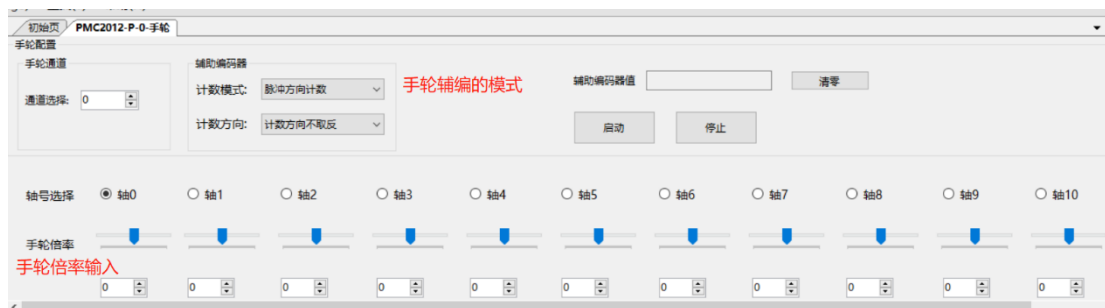 初始页 PMC2012-P-0-手轮
手轮配置
手轮通道
通道选择: 0
辅助编码器
计数模式: 脉冲方向计数
计数方向: 计数方向不取反
手轮辅编的模式
辅助编码器值 清零
启动 停止
轴号选择 轴0 轴1 轴2 轴3 轴4 轴5 轴6 轴7 轴8 轴9 轴10
手轮倍率
手轮倍率输入
0 0 0 0 0 0 0 0 0 0 0